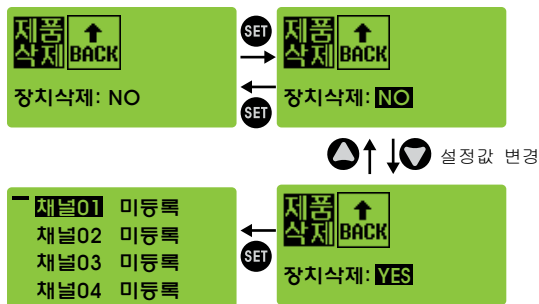 제품
삭제 BACK
장치삭제: NO
SET
SET
제품
삭제 BACK
장치삭제: NO
설정값 변경
채널01 미등록
채널02 미등록
채널03 미등록
채널04 미등록
SET
제품
삭제 BACK
장치삭제: YES